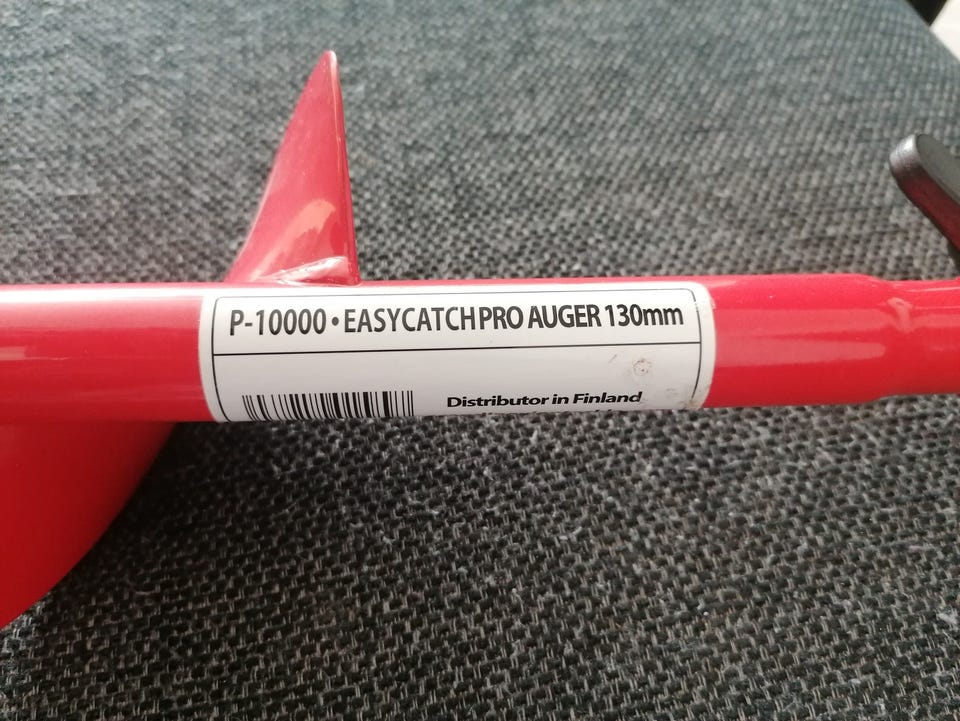 P-10000 • EASYCATCH PRO AUGER 130mm
Distributor in Finland